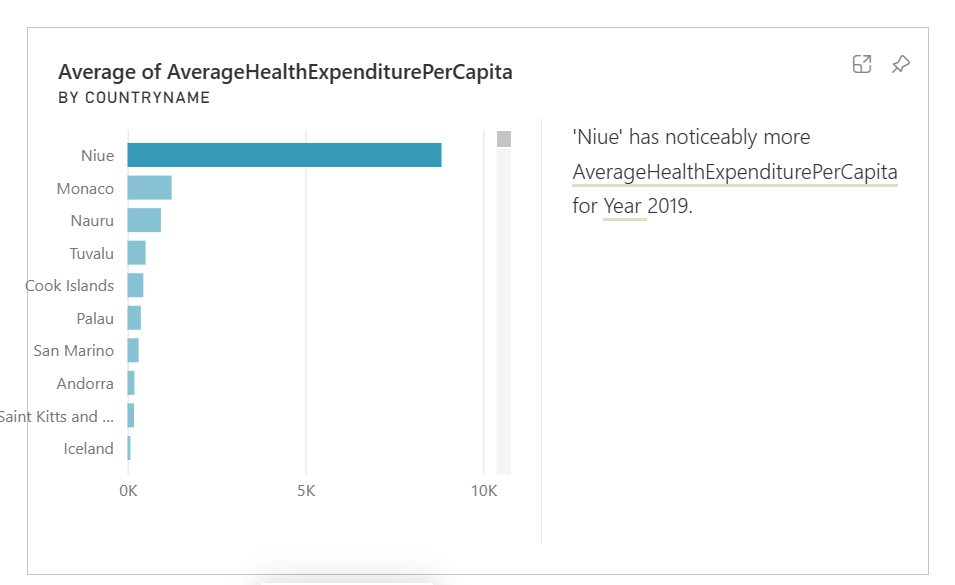 Average of AverageHealthExpenditurePerCapita
BY COUNTRYNAME
Niue
Monaco
Nauru
Tuvalu
Cook Islands
Palau
San Marino
Andorra
Saint Kitts and ...
Iceland
0K 5K 10K
'Niue' has noticeably more
AverageHealthExpenditurePerCapita
for Year 2019.